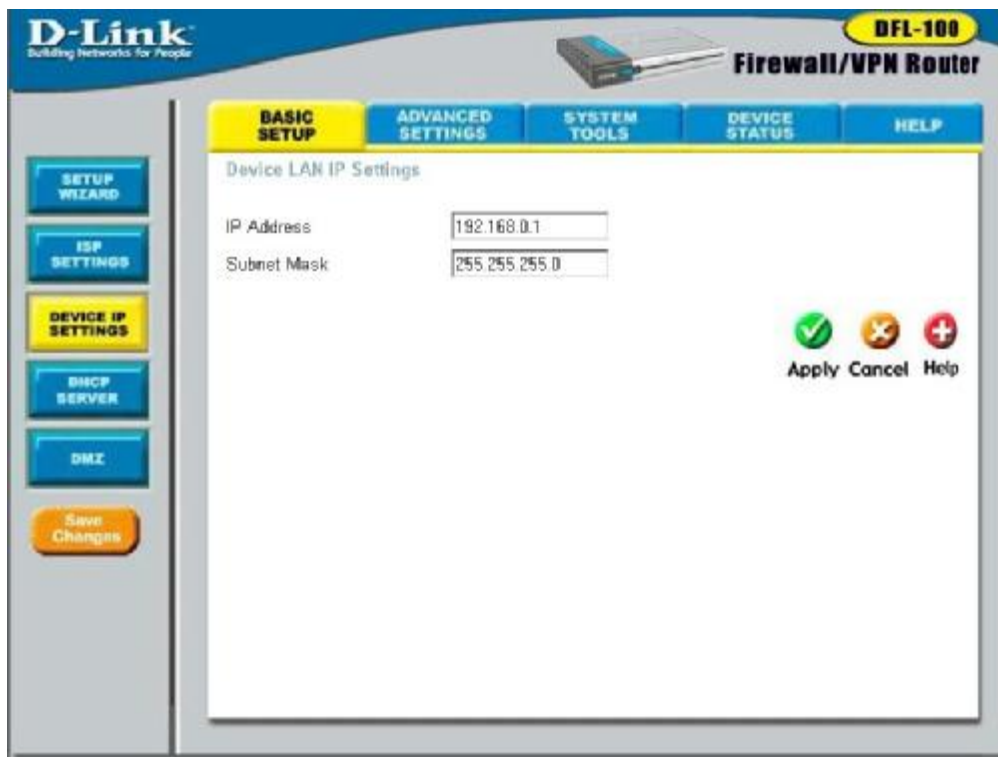 D-Link
Building Networks for People
DFL-100
Firewall/VPN Router
BASIC
SETUP
ADVANCED
SETTINGS
SYSTEM
TOOLS
DEVICE
STATUS
HELP
SETUP
WIZARD
ISP
SETTINGS
DEVICE IP
SETTINGS
DHCP
SERVER
DMZ
Save
Changes
Device LAN IP Settings
IP Address
192.168.0.1
Subnet Mask
255.255.255.0
Apply Cancel Help